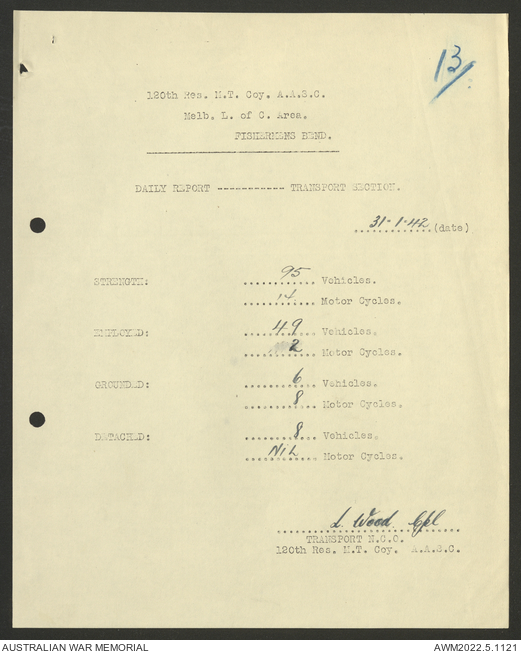 13
120th Res. M.T. Coy. A.A.S.C.
Melb. L. of C. Area.
FISHERMENS BEND.
DAILY REPORT ------------ TRANSPORT SECTION.
31-1-42 (date)
STRENGTH: 95 Vehicles.
14 Motor Cycles.
EMPLOYED: 49 Vehicles.
2 Motor Cycles.
GROUNDED: 6 Vehicles.
8 Motor Cycles.
DETACHED: 8 Vehicles.
NiL Motor Cycles.
L. Wood. Cpl
TRANSPORT N.C.O.
120th Res. M.T. Coy. A.A.S.C.
AUSTRALIAN WAR MEMORIAL AWM2022.5.1121